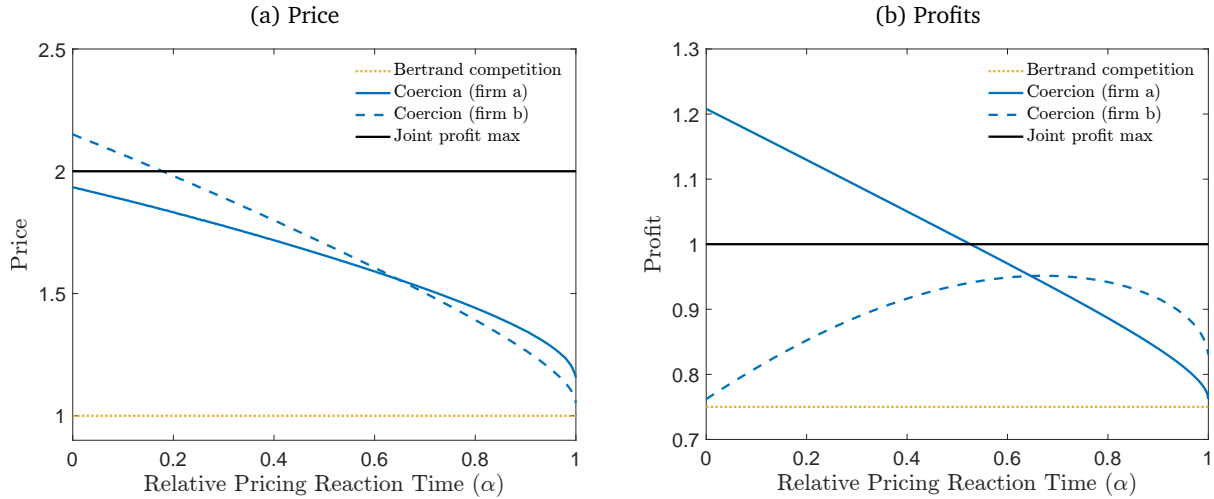 (a) Price
2.5
2
1.5
1
0
0.2
0.4
0.6
0.8
1
Price
Relative Pricing Reaction Time (α)
Bertrand competition
Coercion (firm a)
Coercion (firm b)
Joint profit max
(b) Profits
1.3
1.2
1.1
1
0.9
0.8
0.7
0
0.2
0.4
0.6
0.8
1
Profit
Relative Pricing Reaction Time (α)
Bertrand competition
Coercion (firm a)
Coercion (firm b)
Joint profit max